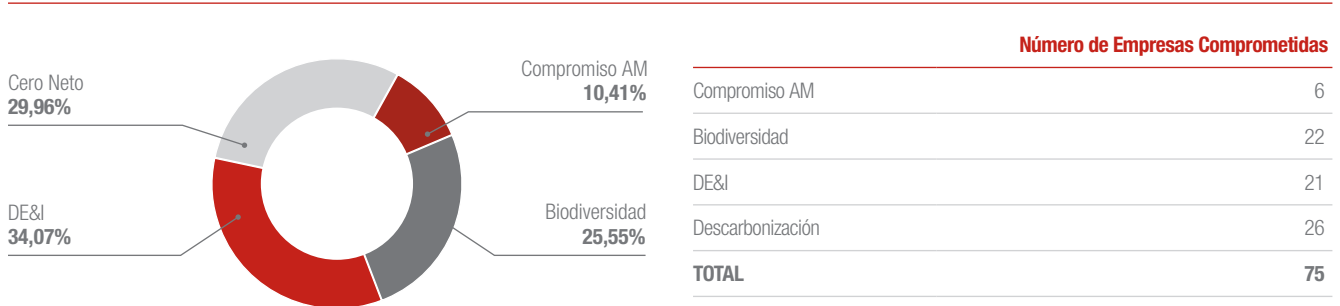 Cero Neto
29,96%
DE&I
34,07%
Compromiso AM
10,41%
Biodiversidad
25,55%
Número de Empresas Comprometidas
Compromiso AM 6
Biodiversidad 22
DE&I 21
Descarbonización 26
TOTAL 75